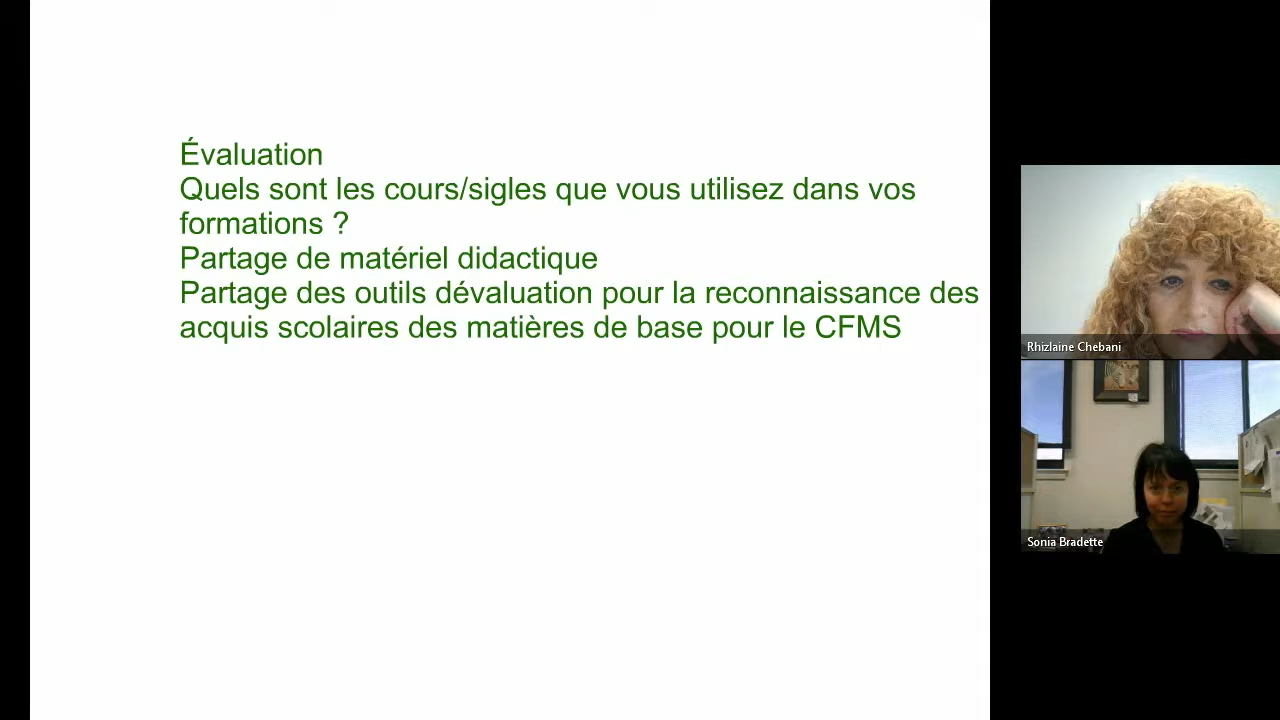 Évaluation
Quels sont les cours/sigles que vous utilisez dans vos
formations ?
Partage de matériel didactique
Partage des outils dévaluation pour la reconnaissance des
acquis scolaires des matières de base pour le CFMS
Rhizlaine Chebani
Sonia Bradette